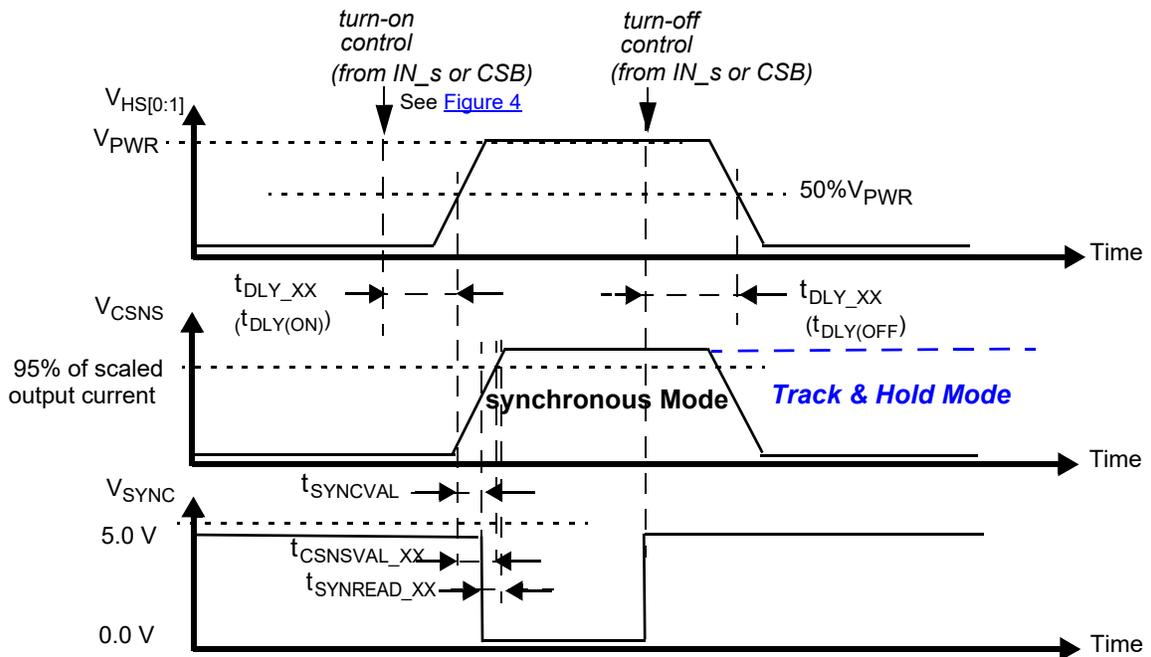 turn-on
control
(from IN_s or CSB)
See Figure 4
turn-off
control
(from IN_s or CSB)
VHS[0:1]
VPWR
50%VPWR
Time
tDLY_XX
(tDLY(ON))
tDLY_XX
(tDLY(OFF)
VCSNS
95% of scaled
output current
synchronous Mode
Track & Hold Mode
Time
VSYNC
tSYNCVAL
5.0 V
tCSNSVAL_XX
tSYNREAD_XX
0.0 V
Time